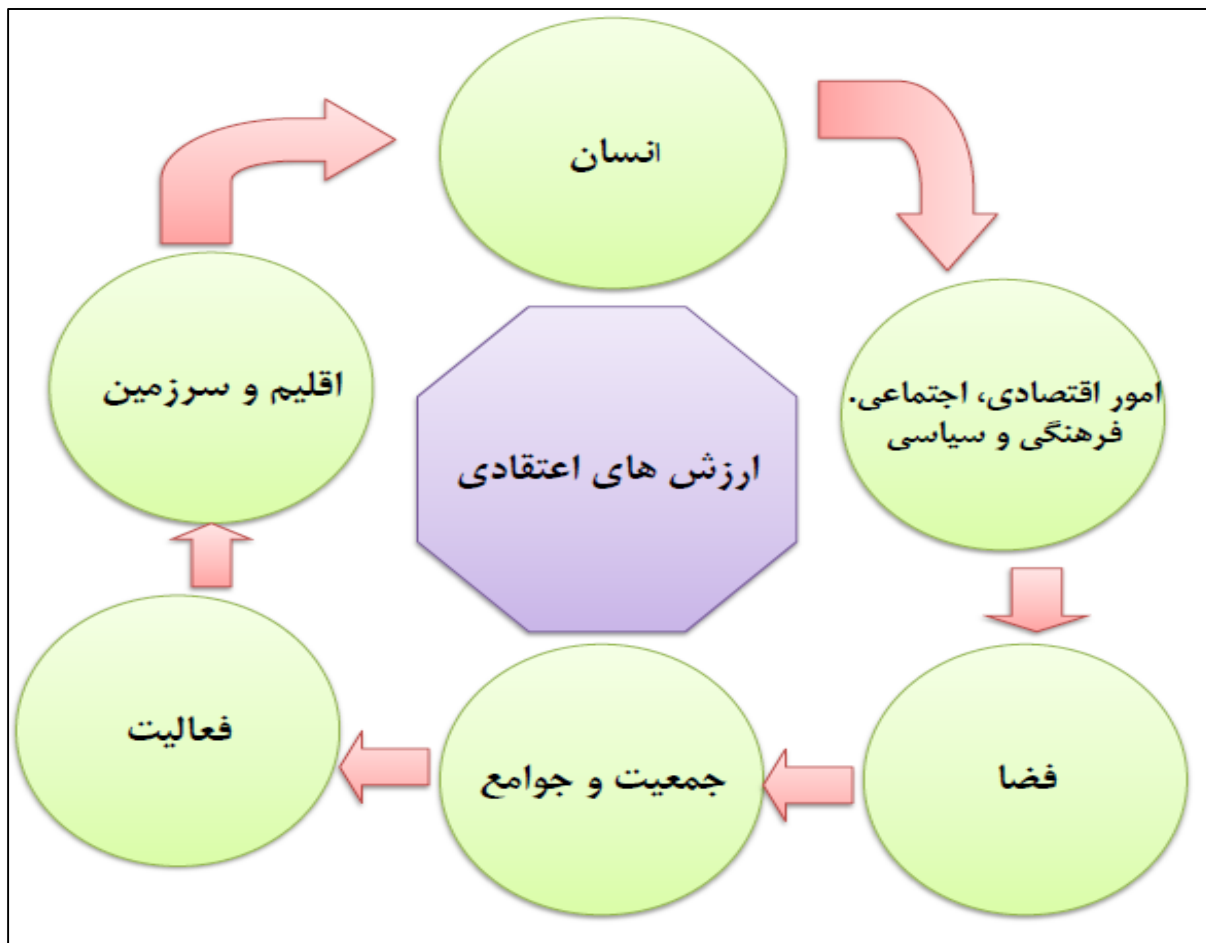 انسان
اقلیم و سرزمین
امور اقتصادی، اجتماعی.
فرهنگی و سیاسی
ارزش های اعتقادی
فعالیت
جمعیت و جوامع
فضا